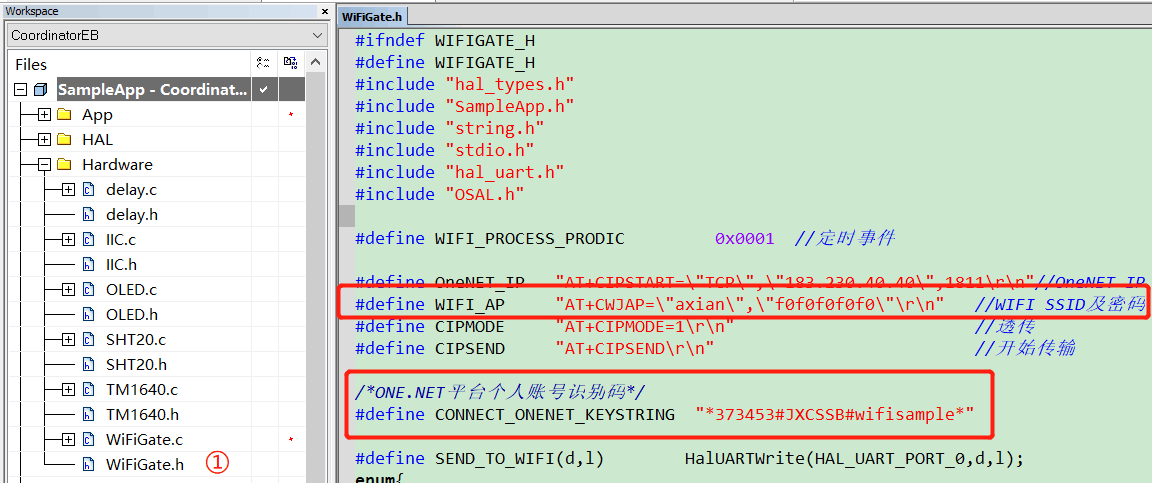 Workspace
CoordinatorEB
Files
SampleApp - Coordinat...
App
HAL
Hardware
delay.c
delay.h
IIC.c
IIC.h
OLED.c
OLED.h
SHT20.c
SHT20.h
TM1640.c
TM1640.h
WiFiGate.c
WiFiGate.h ①
WiFiGate.h
#ifndef WIFIGATE_H
#define WIFIGATE_H
#include "hal_types.h"
#include "SampleApp.h"
#include "string.h"
#include "stdio.h"
#include "hal_uart.h"
#include "OSAL.h"
#define WIFI_PROCESS_PRODIC 0x0001 //定时事件
#define OneNET_IP "AT+CIPSTART=\"TCP\",\"183.230.40.40\",1811\r\n"//OneNET IP
#define WIFI_AP "AT+CWJAP=\"axian\",\"f0f0f0f0f0\"\r\n" //WIFI SSID及密码
#define CIPMODE "AT+CIPMODE=1\r\n" //透传
#define CIPSEND "AT+CIPSEND\r\n" //开始传输
/*ONE.NET平台个人账号识别码*/
#define CONNECT_ONENET_KEYSTRING "*373453#JXCSSB#wifisample*"
#define SEND_TO_WIFI(d,l) HalUARTWrite(HAL_UART_PORT_0,d,l);
enum{